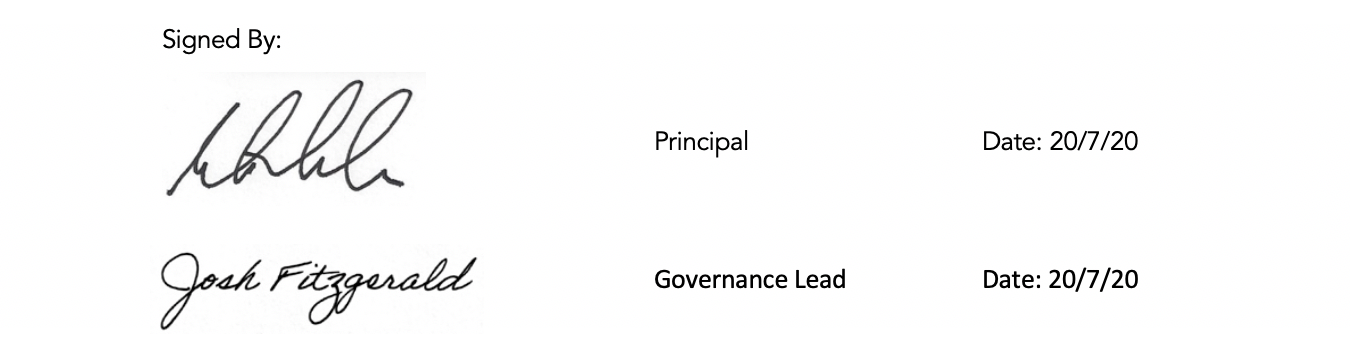 Signed By:
Principal Date: 20/7/20
Josh Fitzgerald Governance Lead Date: 20/7/20